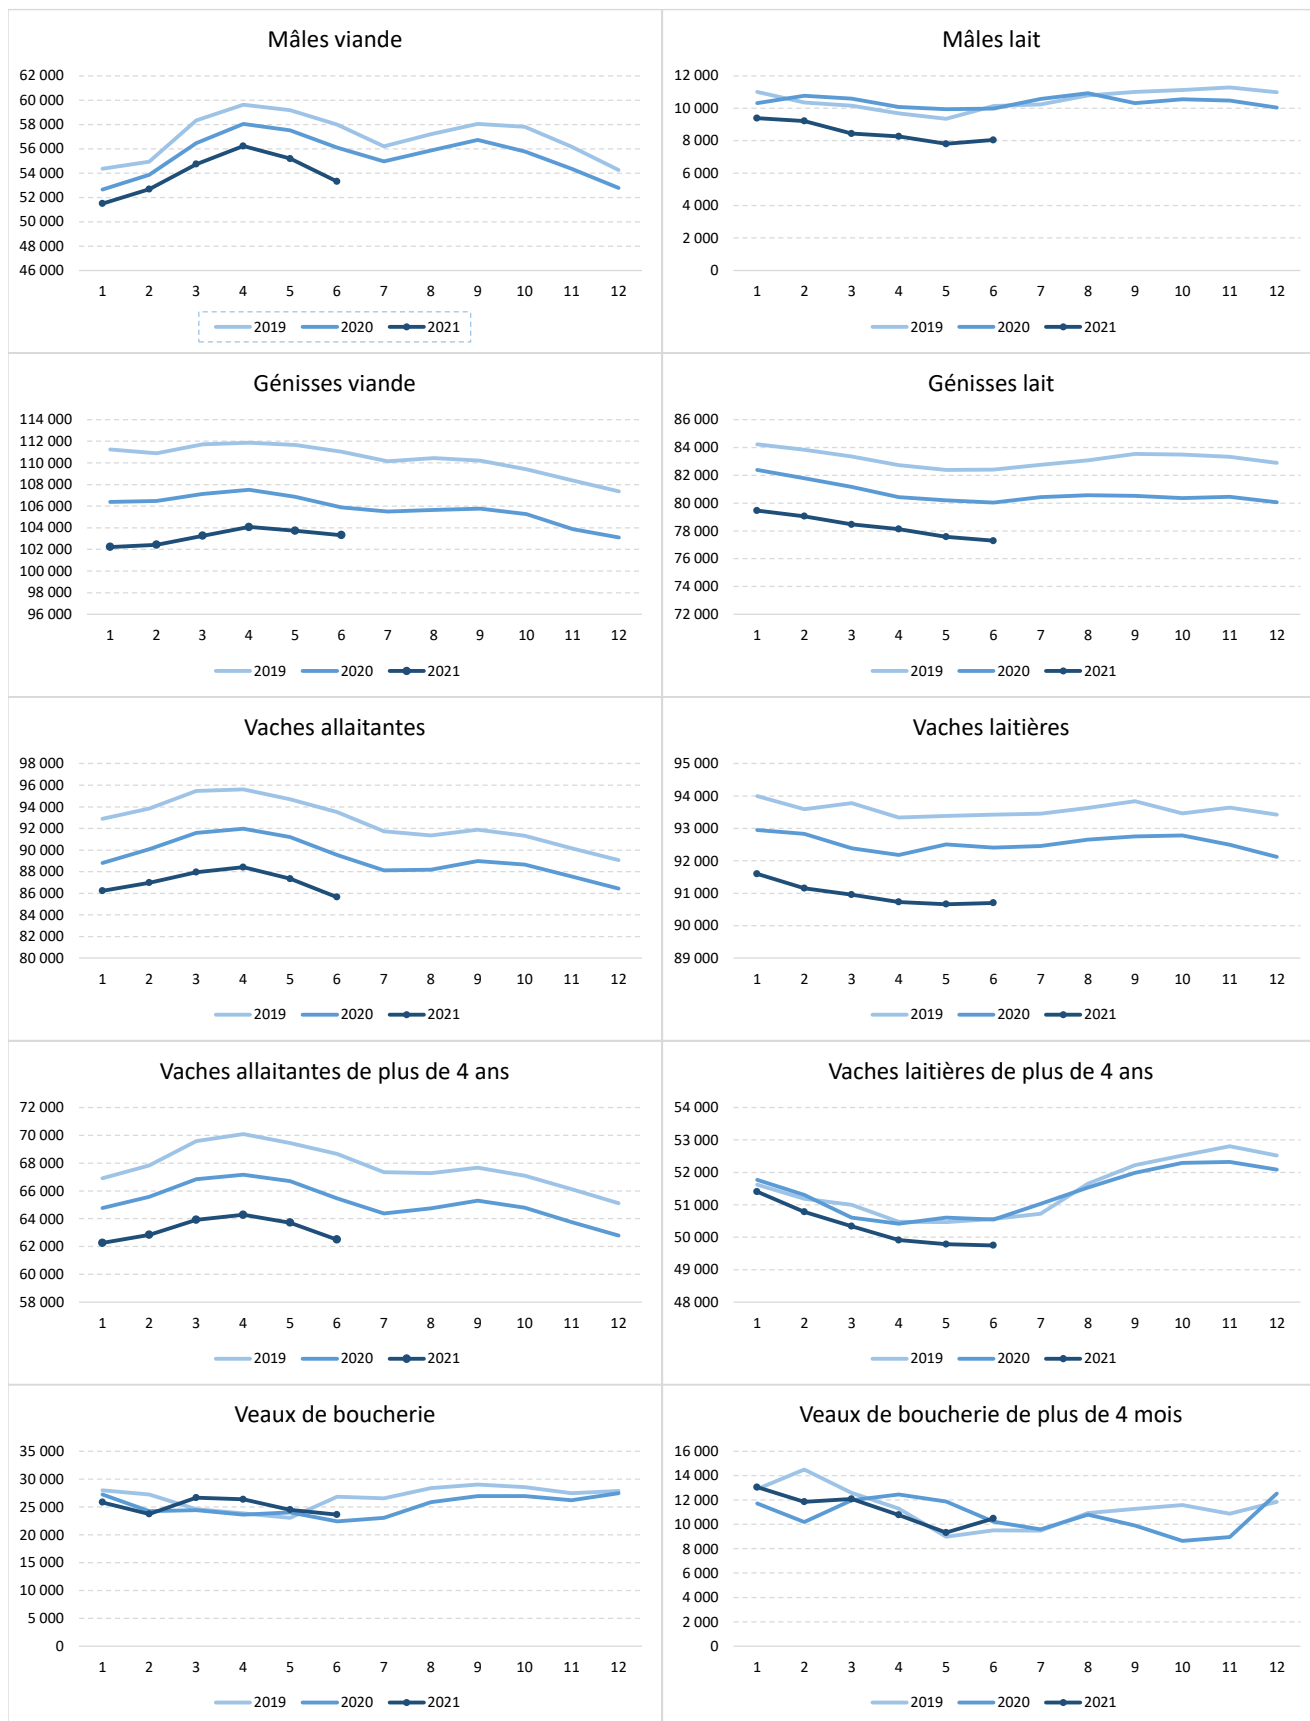 Mâles viande
62 000
60 000
58 000
56 000
54 000
52 000
50 000
48 000
46 000
1 2 3 4 5 6 7 8 9 10 11 12
2019 2020 2021
Mâles lait
12 000
10 000
8 000
6 000
4 000
2 000
0
1 2 3 4 5 6 7 8 9 10 11 12
2019 2020 2021
Génisses viande
114 000
112 000
110 000
108 000
106 000
104 000
102 000
100 000
98 000
96 000
1 2 3 4 5 6 7 8 9 10 11 12
2019 2020 2021
Génisses lait
86 000
84 000
82 000
80 000
78 000
76 000
74 000
72 000
1 2 3 4 5 6 7 8 9 10 11 12
2019 2020 2021
Vaches allaitantes
98 000
96 000
94 000
92 000
90 000
88 000
86 000
84 000
82 000
80 000
1 2 3 4 5 6 7 8 9 10 11 12
2019 2020 2021
Vaches laitières
95 000
94 000
93 000
92 000
91 000
90 000
89 000
1 2 3 4 5 6 7 8 9 10 11 12
2019 2020 2021
Vaches allaitantes de plus de 4 ans
72 000
70 000
68 000
66 000
64 000
62 000
60 000
58 000
1 2 3 4 5 6 7 8 9 10 11 12
2019 2020 2021
Vaches laitières de plus de 4 ans
54 000
53 000
52 000
51 000
50 000
49 000
48 000
1 2 3 4 5 6 7 8 9 10 11 12
2019 2020 2021
Veaux de boucherie
35 000
30 000
25 000
20 000
15 000
10 000
5 000
0
1 2 3 4 5 6 7 8 9 10 11 12
2019 2020 2021
Veaux de boucherie de plus de 4 mois
16 000
14 000
12 000
10 000
8 000
6 000
4 000
2 000
0
1 2 3 4 5 6 7 8 9 10 11 12
2019 2020 2021